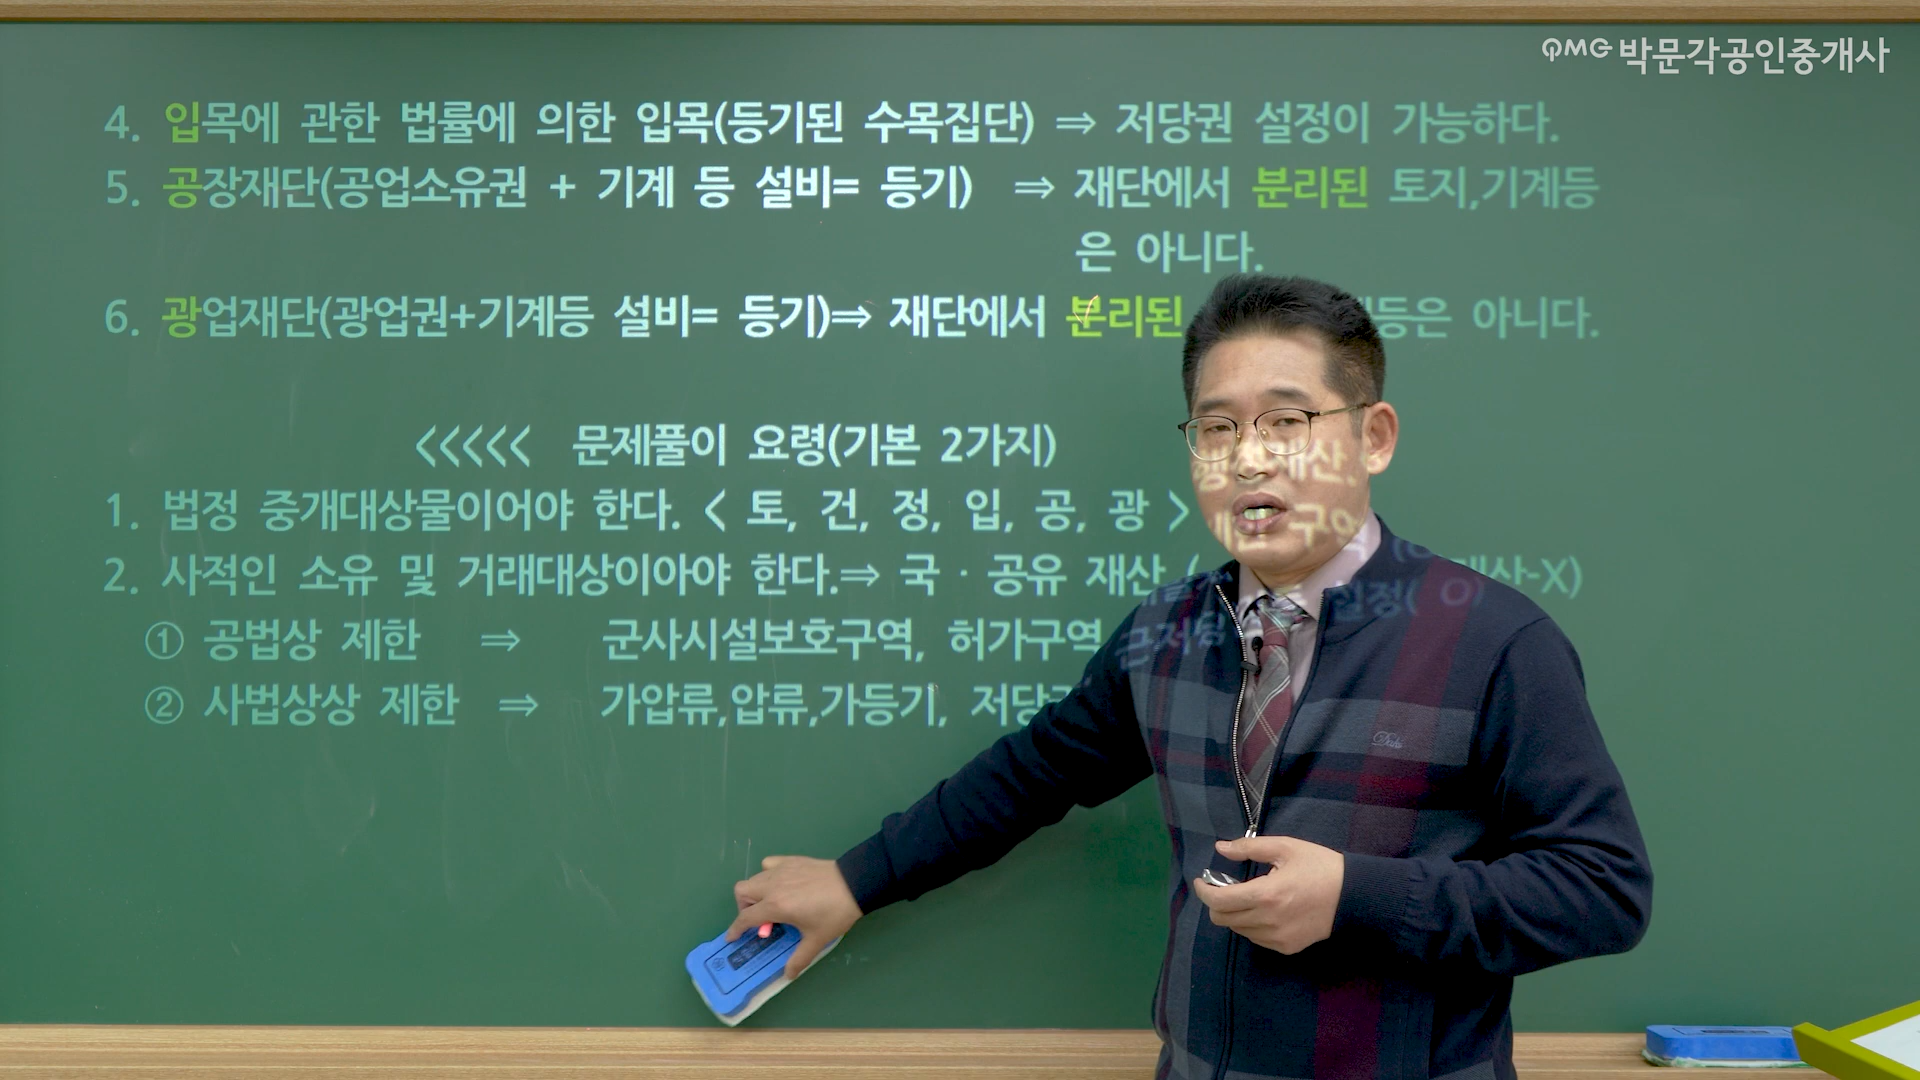 PMG 박문각공인중개사
4. 입목에 관한 법률에 의한 입목(등기된 수목집단) ⇒ 저당권 설정이 가능하다.
5. 공장재단(공업소유권 + 기계 등 설비= 등기) ⇒ 재단에서 분리된 토지,기계등
은 아니다.
6. 광업재단(광업권+기계등 설비= 등기)⇒ 재단에서 분리된 등은 아니다.
<<<<< 문제풀이 요령(기본 2가지)
1. 법정 중개대상물이어야 한다. < 토, 건, 정, 입, 공, 광 >
2. 사적인 소유 및 거래대상이아야 한다.⇒ 국 · 공유 재산 ( 재산-X)
① 공법상 제한 ⇒ 군사시설보호구역, 허가구역 구역
② 사법상상 제한 ⇒ 가압류,압류,가등기, 저당권 설정( O)